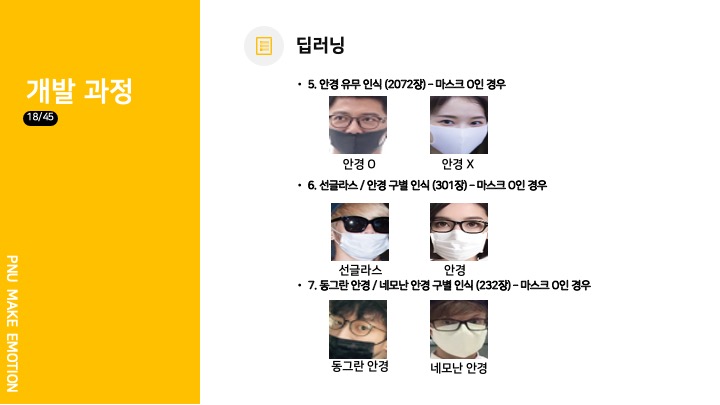 개발 과정
18/45
PNU MAKE EMOTION
딥러닝
• 5. 안경 유무 인식 (2072장) – 마스크 O인 경우
안경 O
안경 X
• 6. 선글라스 / 안경 구별 인식 (301장) – 마스크 O인 경우
선글라스
안경
• 7. 동그란 안경 / 네모난 안경 구별 인식 (232장) – 마스크 O인 경우
동그란 안경
네모난 안경